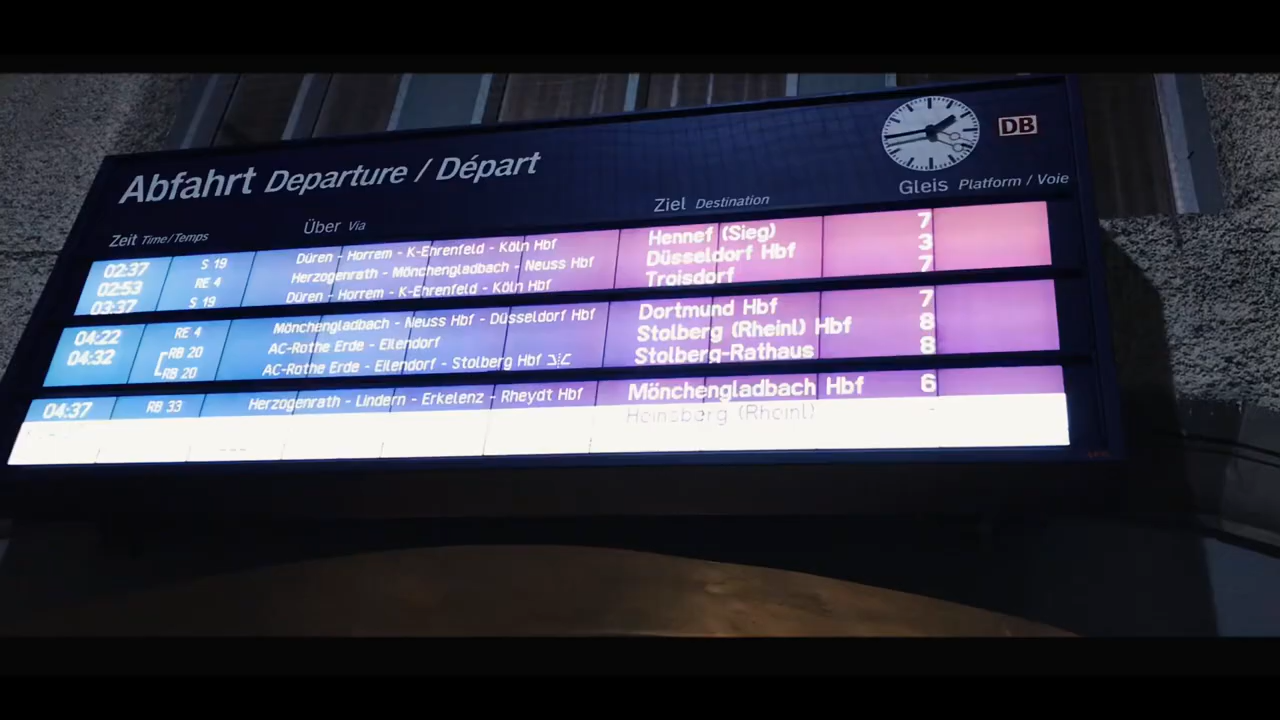 DB
Abfahrt Departure / Départ
Zeit Time/Temps Über Via Ziel Destination Gleis Platform / Voie
02:37 S 19 Düren - Horrem - K-Ehrenfeld - Köln Hbf Hennef (Sieg) 7
02:53 RE 4 Herzogenrath - Mönchengladbach - Neuss Hbf Düsseldorf Hbf 3
03:37 S 19 Düren - Horrem - K-Ehrenfeld - Köln Hbf Troisdorf 7
04:22 RE 4 Mönchengladbach - Neuss Hbf - Düsseldorf Hbf Dortmund Hbf 7
04:32 RB 20 AC-Rothe Erde - Eilendorf Stolberg (Rheinl) Hbf 8
RB 20 AC-Rothe Erde - Eilendorf - Stolberg Hbf Stolberg-Rathaus 8
04:37 RB 33 Herzogenrath - Lindern - Erkelenz - Rheydt Hbf Mönchengladbach Hbf 6
Heinsberg (Rheinl)